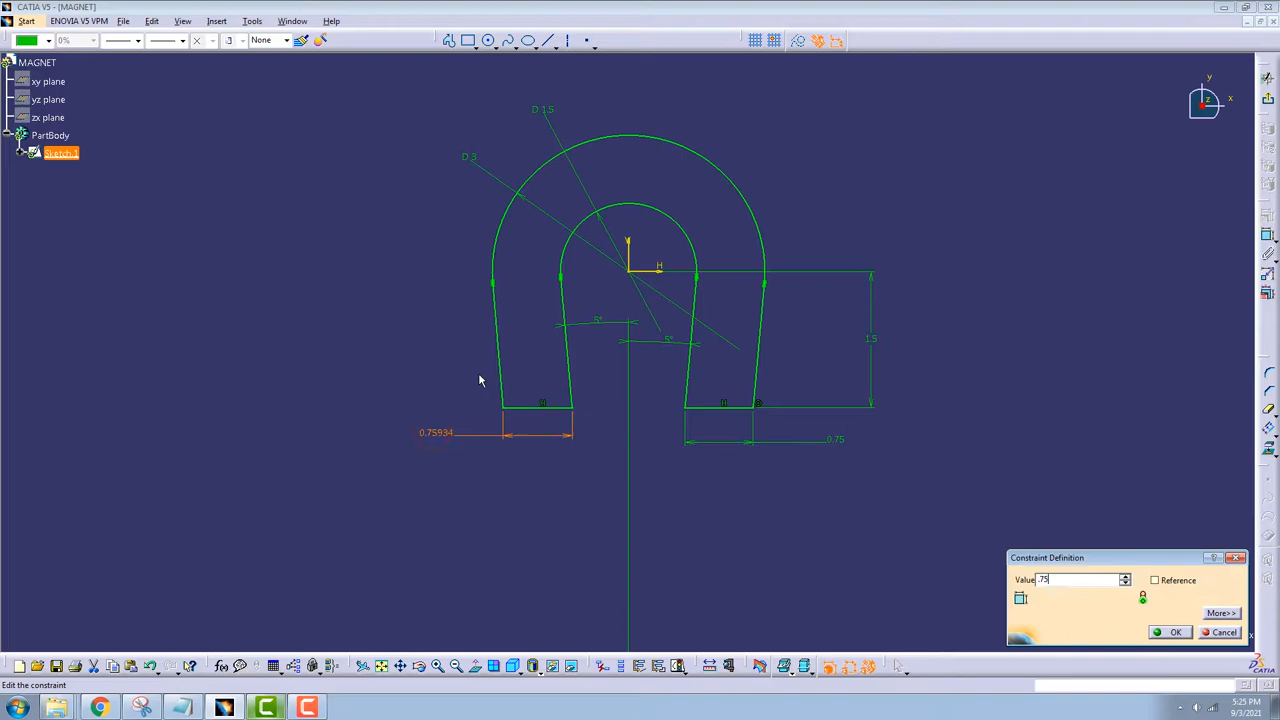 CATIA V5 - [MAGNET]
Start ENOVIA V5 VPM File Edit View Insert Tools Window Help
0% None
MAGNET
xy plane
yz plane
zx plane
PartBody
Sketch.1
y
x
z
D 1.5
D 3
V
H
5°
5°
1.5
H
H
0.75934
0.75
Constraint Definition
Value .75 Reference
More>>
OK Cancel
Edit the constraint
CATIA
5:25 PM
9/3/2021